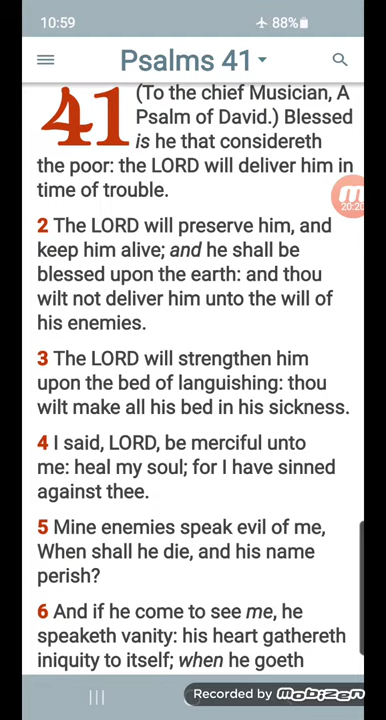 10:59
88%
Psalms 41
41 (To the chief Musician, A
Psalm of David.) Blessed
is he that considereth
the poor: the LORD will deliver him in
time of trouble.
20:20
2 The LORD will preserve him, and
keep him alive; and he shall be
blessed upon the earth: and thou
wilt not deliver him unto the will of
his enemies.
3 The LORD will strengthen him
upon the bed of languishing: thou
wilt make all his bed in his sickness.
4 I said, LORD, be merciful unto
me: heal my soul; for I have sinned
against thee.
5 Mine enemies speak evil of me,
When shall he die, and his name
perish?
6 And if he come to see me, he
speaketh vanity: his heart gathereth
iniquity to itself; when he goeth
Recorded by Mobizen